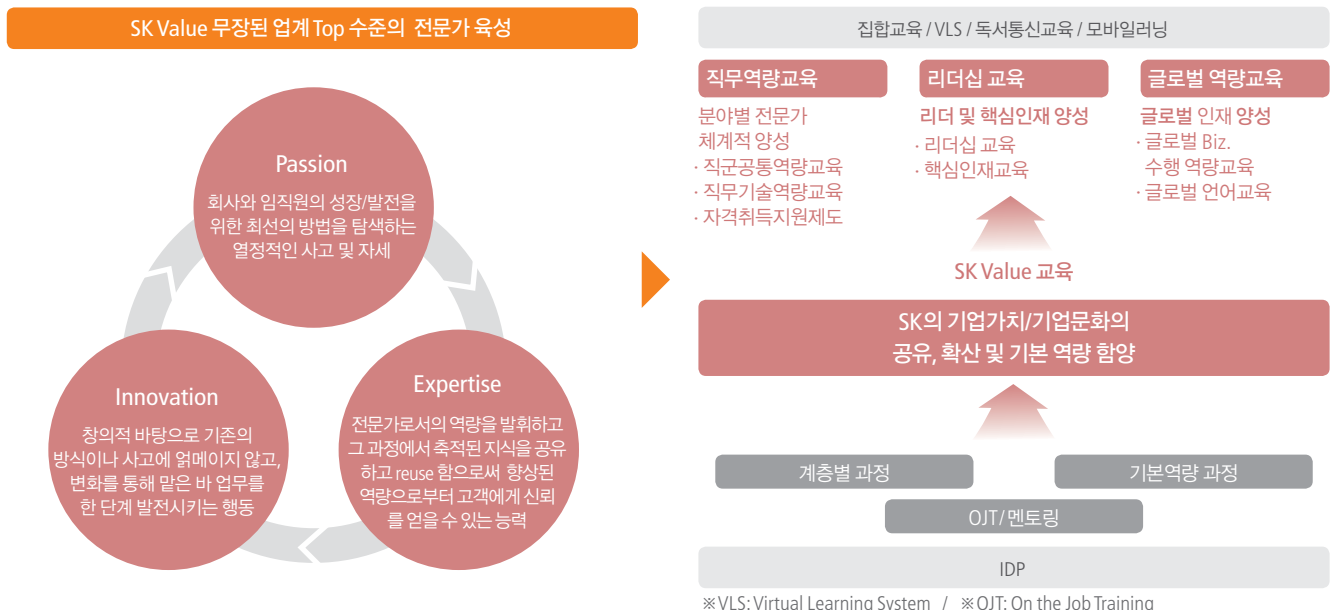 SK Value 무장된 업계 Top 수준의 전문가 육성
Passion
회사와 임직원의 성장/발전을
위한 최선의 방법을 탐색하는
열정적인 사고 및 자세
Innovation
창의적 바탕으로 기존의
방식이나 사고에 얽메이지 않고,
변화를 통해 맡은 바 업무를
한 단계 발전시키는 행동
Expertise
전문가로서의 역량을 발휘하고
그 과정에서 축적된 지식을 공유
하고 reuse 함으로써 향상된
역량으로부터 고객에게 신뢰
를 얻을 수 있는 능력
집합교육 / VLS / 독서통신교육 / 모바일러닝
직무역량교육
분야별 전문가
체계적 양성
· 직군공통역량교육
· 직무기술역량교육
· 자격취득지원제도
리더십 교육
리더 및 핵심인재 양성
· 리더십 교육
· 핵심인재교육
글로벌 역량교육
글로벌 인재 양성
· 글로벌 Biz.
수행 역량교육
· 글로벌 언어교육
SK Value 교육
SK의 기업가치/기업문화의
공유, 확산 및 기본 역량 함양
계층별 과정
기본역량 과정
OJT/ 멘토링
IDP
※VLS: Virtual Learning System / ※OJT: On the Job Training